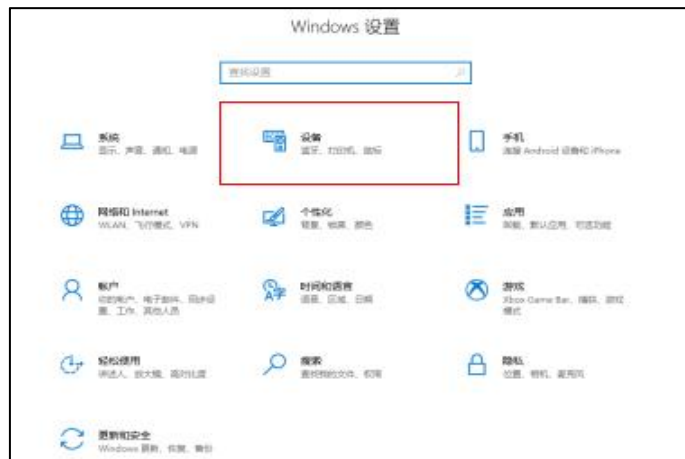 Windows 设置
查找设置
系统
显示、声音、通知、电源
设备
蓝牙、打印机、鼠标
手机
连接 Android 设备和 iPhone
网络和 Internet
WLAN、飞行模式、VPN
个性化
背景、锁屏、颜色
应用
卸载、默认应用、可选功能
帐户
你的帐户、电子邮件、同步设
置、工作、其他人员
时间和语言
语音、区域、日期
游戏
Xbox Game Bar、捕获、游戏
模式
轻松使用
讲述人、放大镜、高对比度
搜索
查找我的文件、权限
隐私
位置、相机、麦克风
更新和安全
Windows 更新、恢复、备份